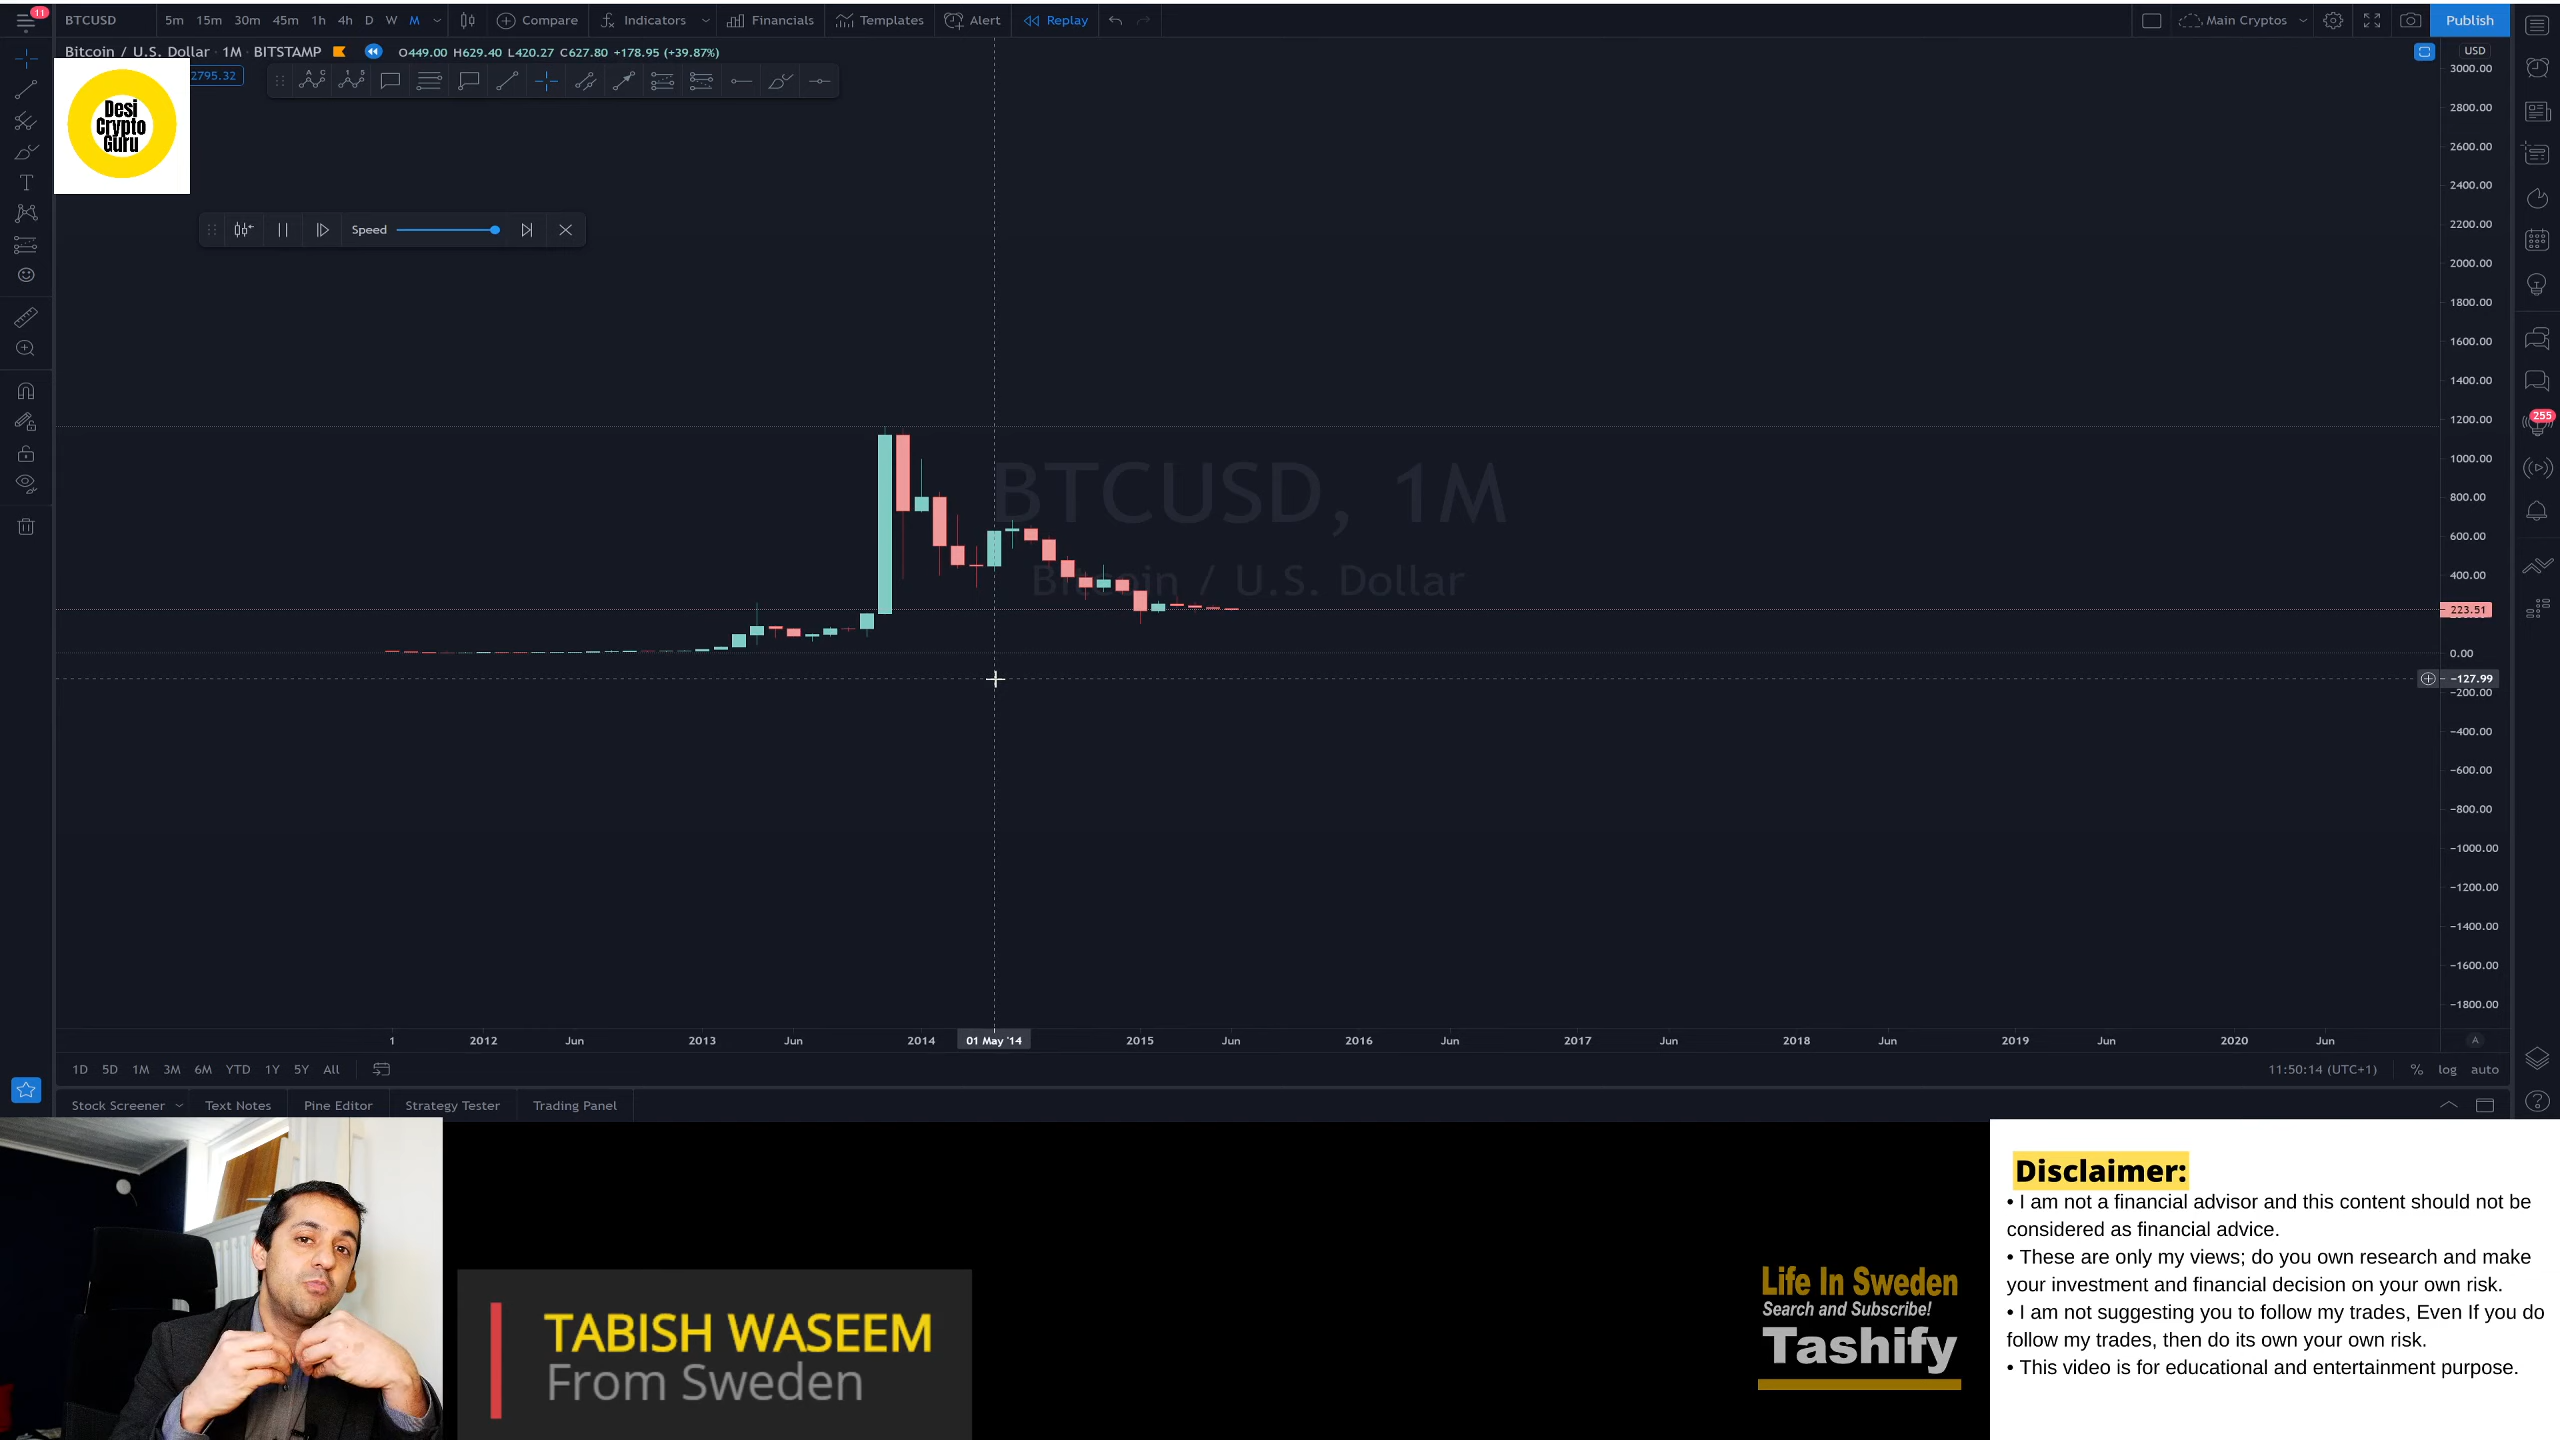 11
BTCUSD 5m 15m 30m 45m 1h 4h D W M Compare Indicators Financials Templates Alert Replay Main Cryptos Publish
Bitcoin / U.S. Dollar · 1M · BITSTAMP O449.00 H629.40 L420.27 C627.80 +178.95 (+39.87%)
2795.32
Desi
Crypto
Guru
Speed
USD
3000.00
2800.00
2600.00
2400.00
2200.00
2000.00
1800.00
1600.00
1400.00
1200.00
1000.00
800.00
600.00
400.00
223.51
0.00
−127.99
−200.00
−400.00
−600.00
−800.00
−1000.00
−1200.00
−1400.00
−1600.00
−1800.00
255
BTCUSD, 1M
Bitcoin / U.S. Dollar
1 2012 Jun 2013 Jun 2014 01 May '14 2015 Jun 2016 Jun 2017 Jun 2018 Jun 2019 Jun 2020 Jun A
1D 5D 1M 3M 6M YTD 1Y 5Y All 11:50:14 (UTC+1) % log auto
Stock Screener Text Notes Pine Editor Strategy Tester Trading Panel
TABISH WASEEM
From Sweden
Life In Sweden
Search and Subscribe!
Tashify
Disclaimer:
• I am not a financial advisor and this content should not be
considered as financial advice.
• These are only my views; do you own research and make
your investment and financial decision on your own risk.
• I am not suggesting you to follow my trades, Even If you do
follow my trades, then do its own your own risk.
• This video is for educational and entertainment purpose.